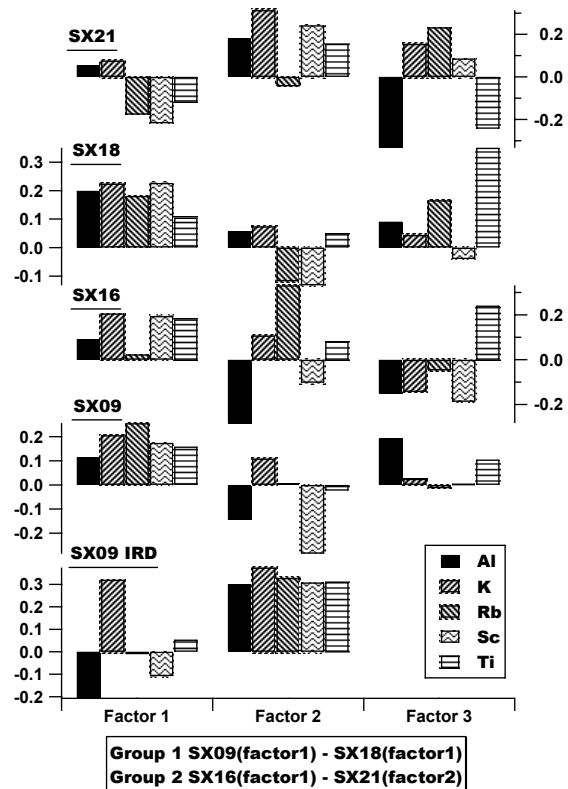 SX21
0.2
0.0
-0.2
SX18
0.3
0.2
0.1
0.0
-0.1
SX16
0.2
0.0
-0.2
SX09
0.2
0.1
0.0
-0.1
-0.2
SX09 IRD
0.3
0.2
0.1
0.0
-0.1
-0.2
Al
K
Rb
Sc
Ti
Factor 1 Factor 2 Factor 3
Group 1 SX09(factor1) - SX18(factor1)
Group 2 SX16(factor1) - SX21(factor2)